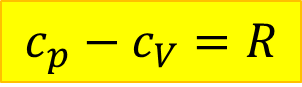 c_p − c_V = R